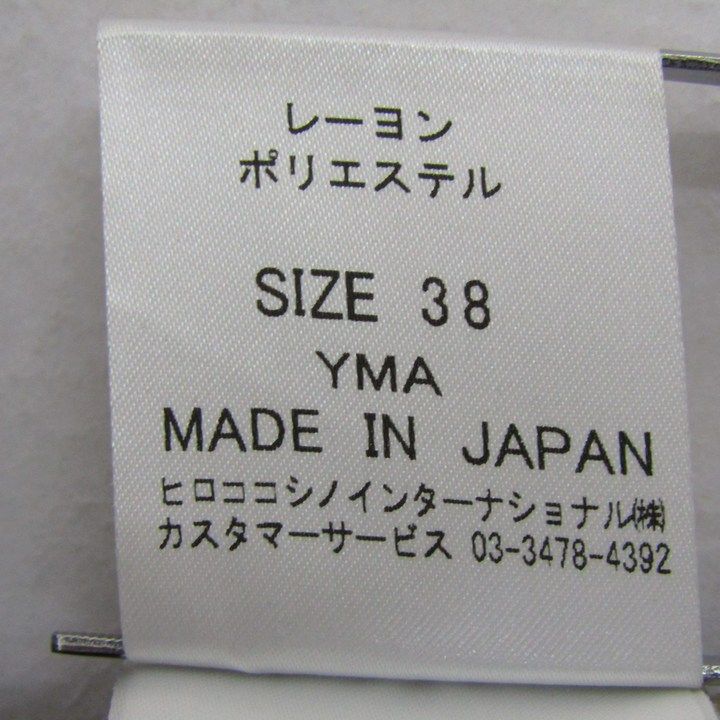 レーヨン
ポリエステル
SIZE 38
YMA
MADE IN JAPAN
ヒロココシノインターナショナル(株)
カスタマーサービス 03-3478-4392